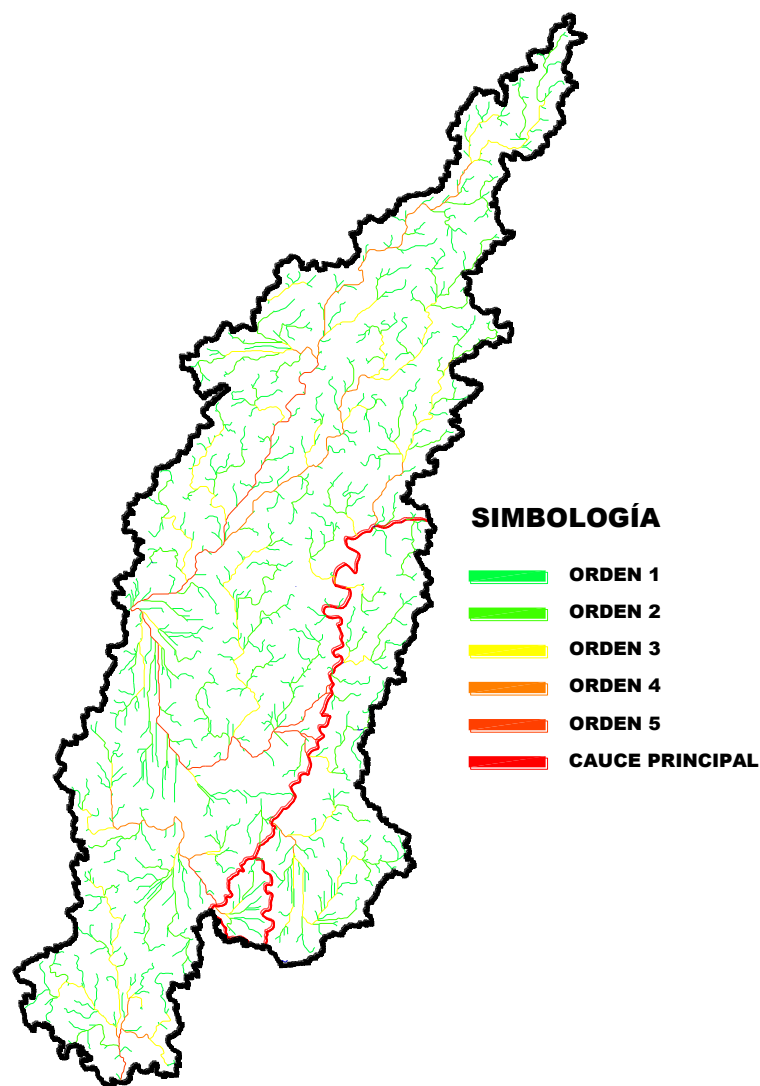 SIMBOLOGÍA
ORDEN 1
ORDEN 2
ORDEN 3
ORDEN 4
ORDEN 5
CAUCE PRINCIPAL